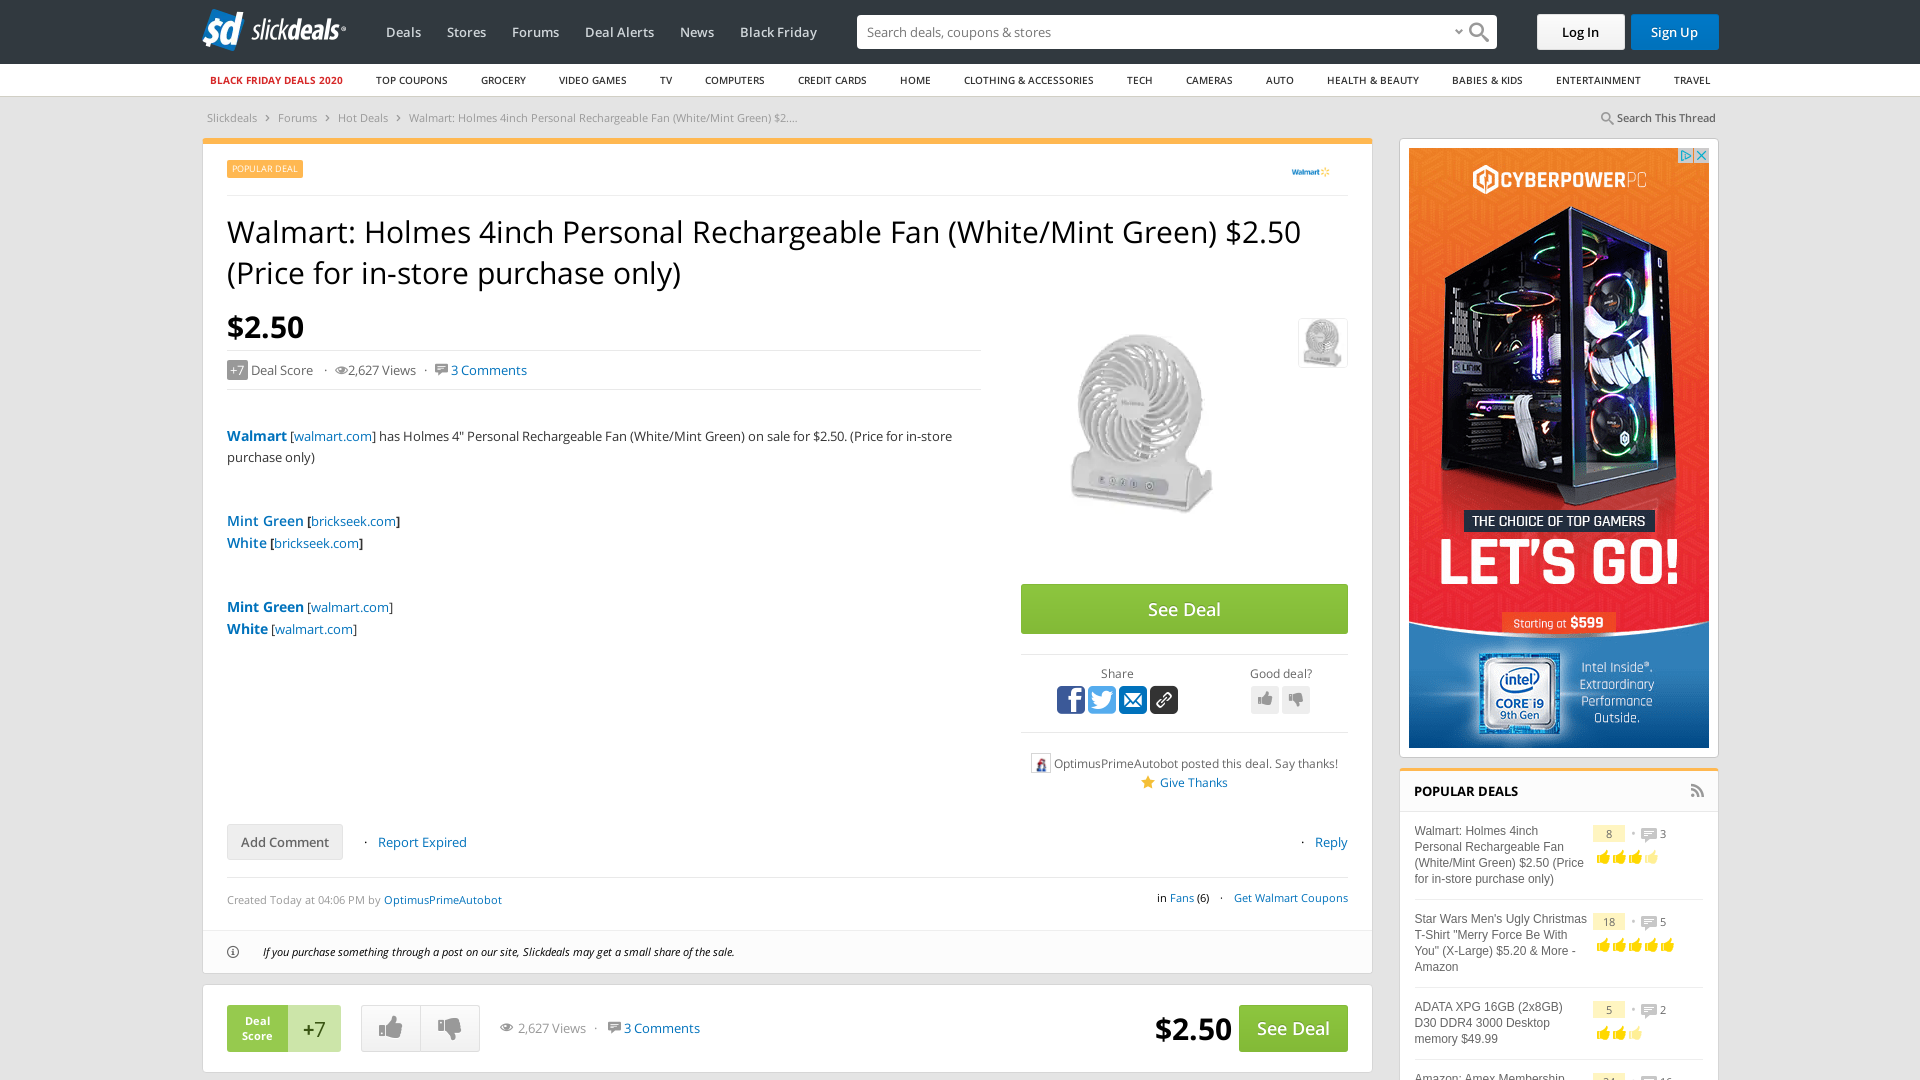 slickdeals
Deals
Stores
Forums
Deal Alerts
News
Black Friday
Search deals, coupons & stores
Log In
Sign Up
BLACK FRIDAY DEALS 2020
TOP COUPONS
GROCERY
VIDEO GAMES
TV
COMPUTERS
CREDIT CARDS
HOME
CLOTHING & ACCESSORIES
TECH
CAMERAS
AUTO
HEALTH & BEAUTY
BABIES & KIDS
ENTERTAINMENT
TRAVEL
Slickdeals › Forums › Hot Deals › Walmart: Holmes 4inch Personal Rechargeable Fan (White/Mint Green) $2....
Search This Thread
POPULAR DEAL
Walmart
Walmart: Holmes 4inch Personal Rechargeable Fan (White/Mint Green) $2.50
(Price for in-store purchase only)
$2.50
+7 Deal Score · 2,627 Views · 3 Comments
Walmart [walmart.com] has Holmes 4" Personal Rechargeable Fan (White/Mint Green) on sale for $2.50. (Price for in-store
purchase only)
Mint Green [brickseek.com]
White [brickseek.com]
Mint Green [walmart.com]
White [walmart.com]
See Deal
Share
Good deal?
OptimusPrimeAutobot posted this deal. Say thanks!
Give Thanks
Add Comment
· Report Expired
· Reply
Created Today at 04:06 PM by OptimusPrimeAutobot
in Fans (6) · Get Walmart Coupons
If you purchase something through a post on our site, Slickdeals may get a small share of the sale.
Deal
Score
+7
2,627 Views · 3 Comments
$2.50
See Deal
CYBERPOWERPC
THE CHOICE OF TOP GAMERS
LET'S GO!
Starting at $599
intel
CORE i9
9th Gen
Intel Inside®.
Extraordinary
Performance
Outside.
POPULAR DEALS
Walmart: Holmes 4inch
Personal Rechargeable Fan
(White/Mint Green) $2.50 (Price
for in-store purchase only)
8 • 3
Star Wars Men's Ugly Christmas
T-Shirt "Merry Force Be With
You" (X-Large) $5.20 & More -
Amazon
18 • 5
ADATA XPG 16GB (2x8GB)
D30 DDR4 3000 Desktop
memory $49.99
5 • 2
Amazon: Amex Membership